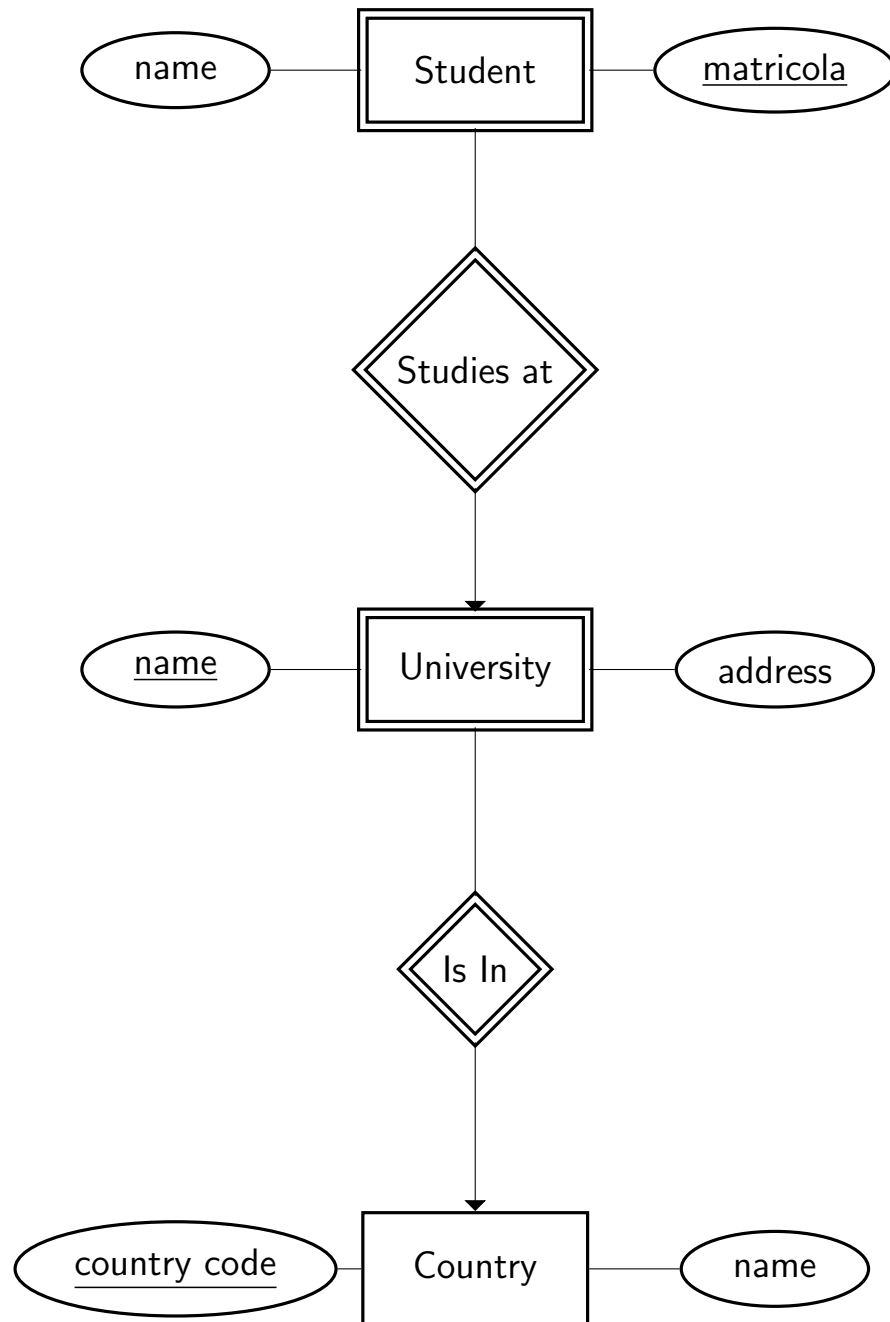 name
Student
matricola
Studies at
name
University
address
Is In
country code
Country
name